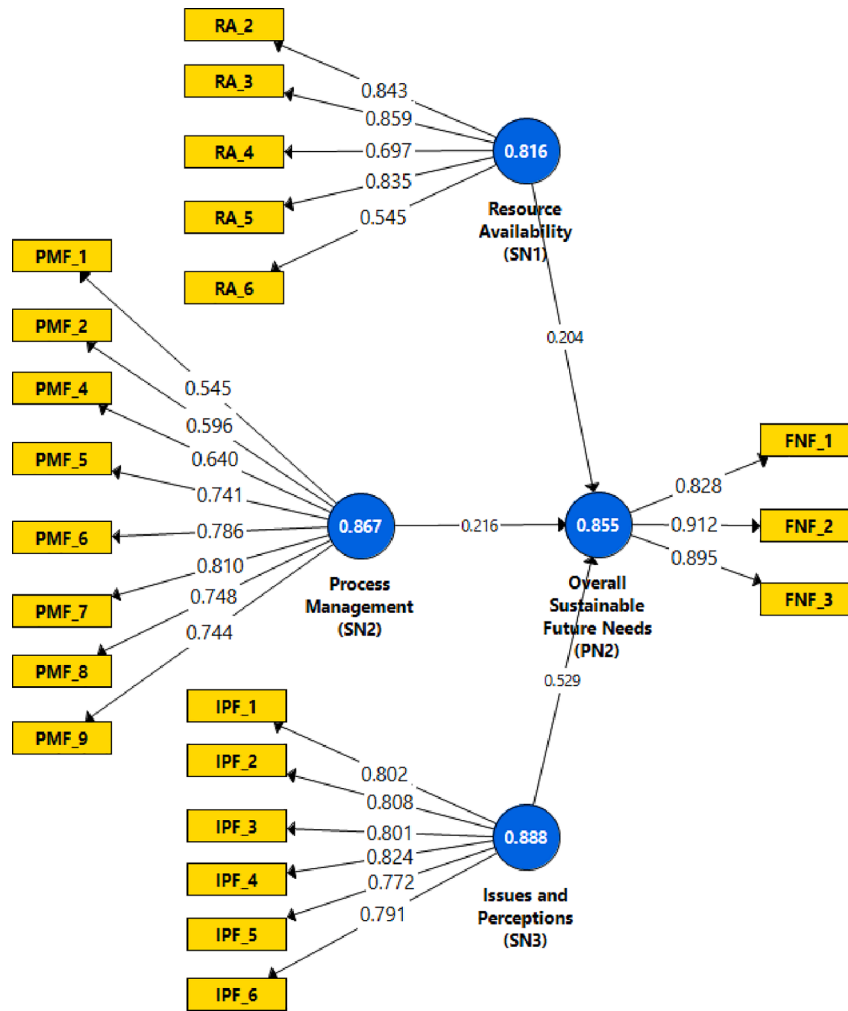 RA_2
RA_3
RA_4
RA_5
RA_6
0.843
0.859
0.697
0.835
0.545
0.816
Resource
Availability
(SN1)
0.204
PMF_1
PMF_2
PMF_4
PMF_5
PMF_6
PMF_7
PMF_8
PMF_9
0.545
0.596
0.640
0.741
0.786
0.810
0.748
0.744
0.867
Process
Management
(SN2)
0.216
0.855
Overall
Sustainable
Future Needs
(PN2)
0.828
0.912
0.895
FNF_1
FNF_2
FNF_3
0.529
IPF_1
IPF_2
IPF_3
IPF_4
IPF_5
IPF_6
0.802
0.808
0.801
0.824
0.772
0.791
0.888
Issues and
Perceptions
(SN3)